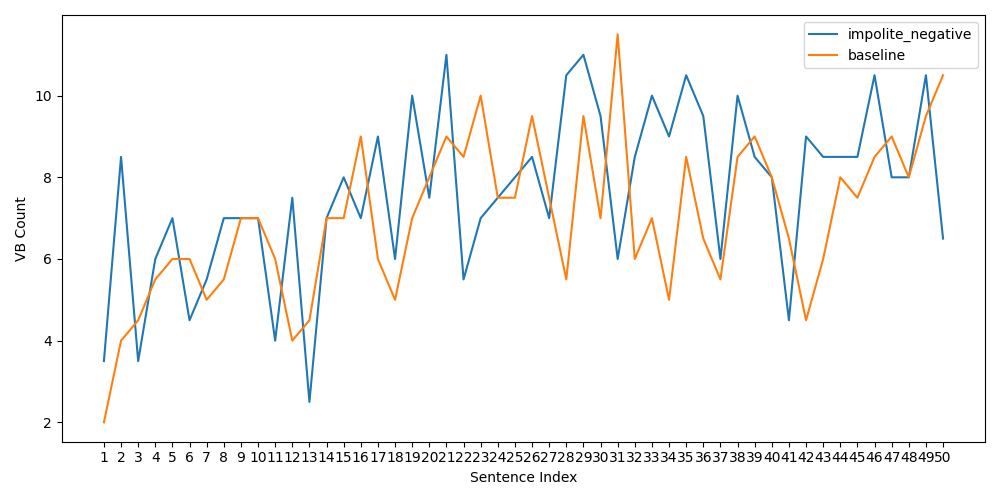 impolite_negative
baseline
10
8
6
4
2
VB Count
1 2 3 4 5 6 7 8 9 10 11 12 13 14 15 16 17 18 19 20 21 22 23 24 25 26 27 28 29 30 31 32 33 34 35 36 37 38 39 40 41 42 43 44 45 46 47 48 49 50
Sentence Index